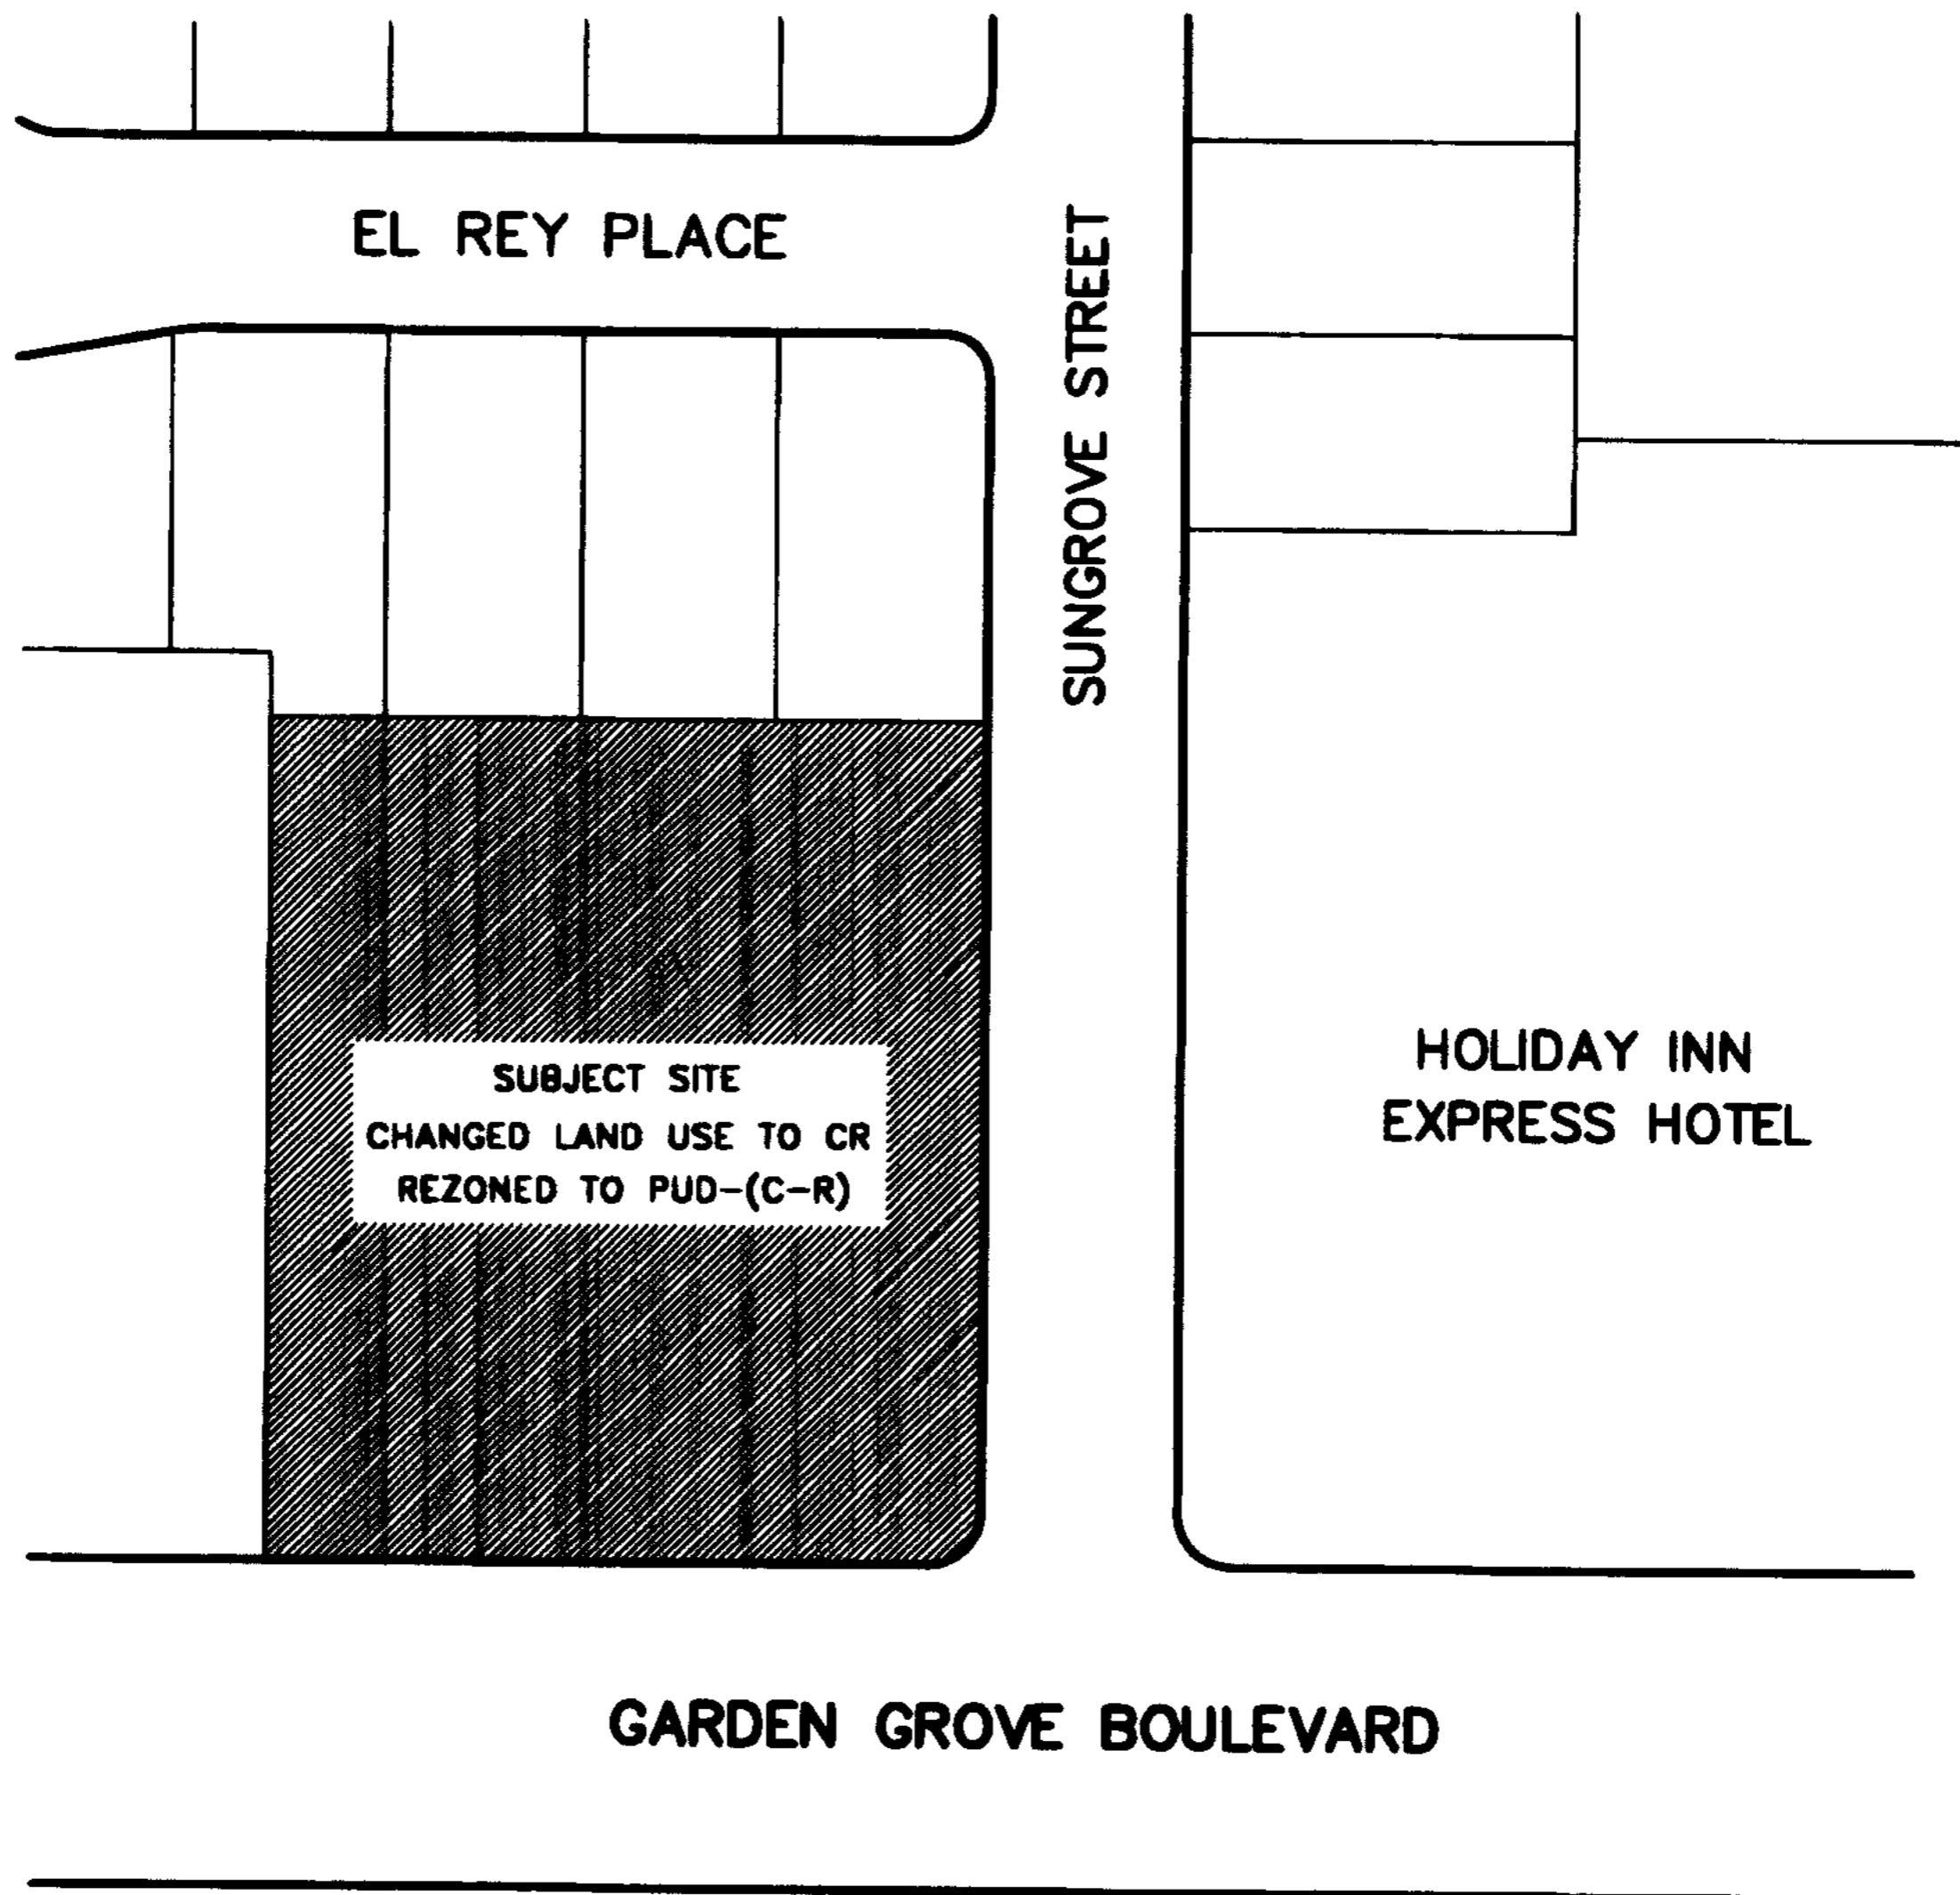 EL REY PLACE
SUNGROVE STREET
SUBJECT SITE
CHANGED LAND USE TO CR
REZONED TO PUD-(C-R)
HOLIDAY INN
EXPRESS HOTEL
GARDEN GROVE BOULEVARD